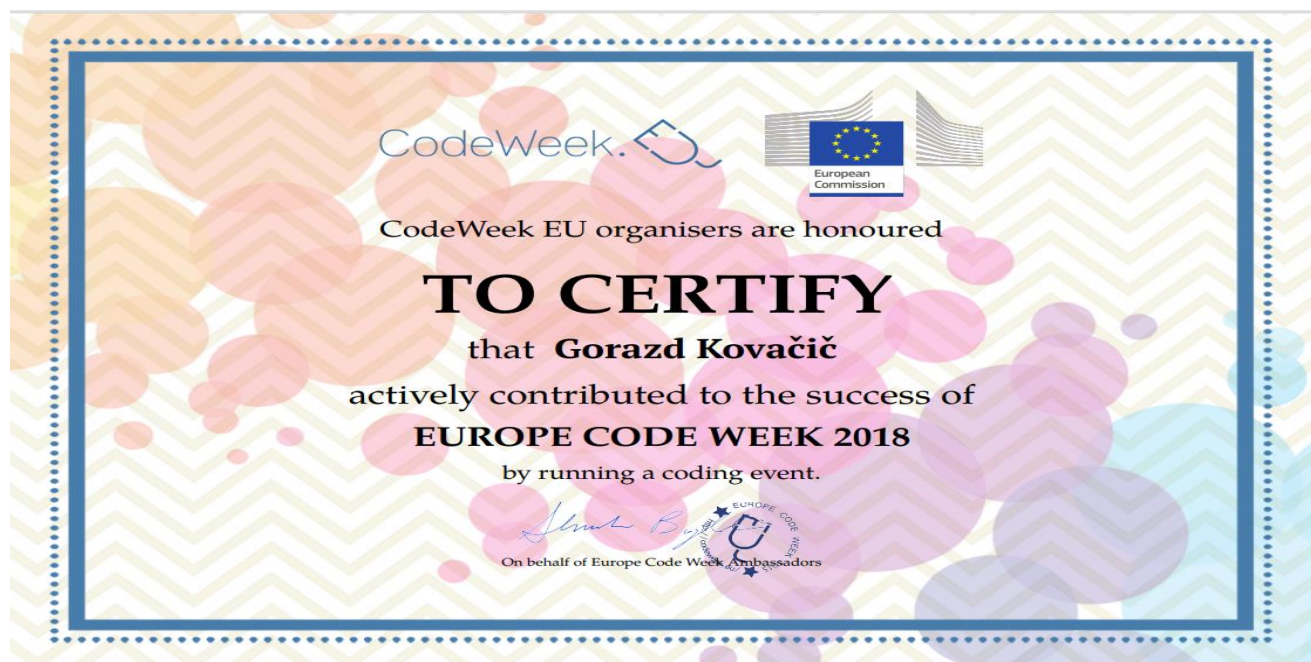 CodeWeek.EU
European
Commission
CodeWeek EU organisers are honoured
TO CERTIFY
that Gorazd Kovačič
actively contributed to the success of
EUROPE CODE WEEK 2018
by running a coding event.
EUROPE CODE WEEK
EU
On behalf of Europe Code Week Ambassadors